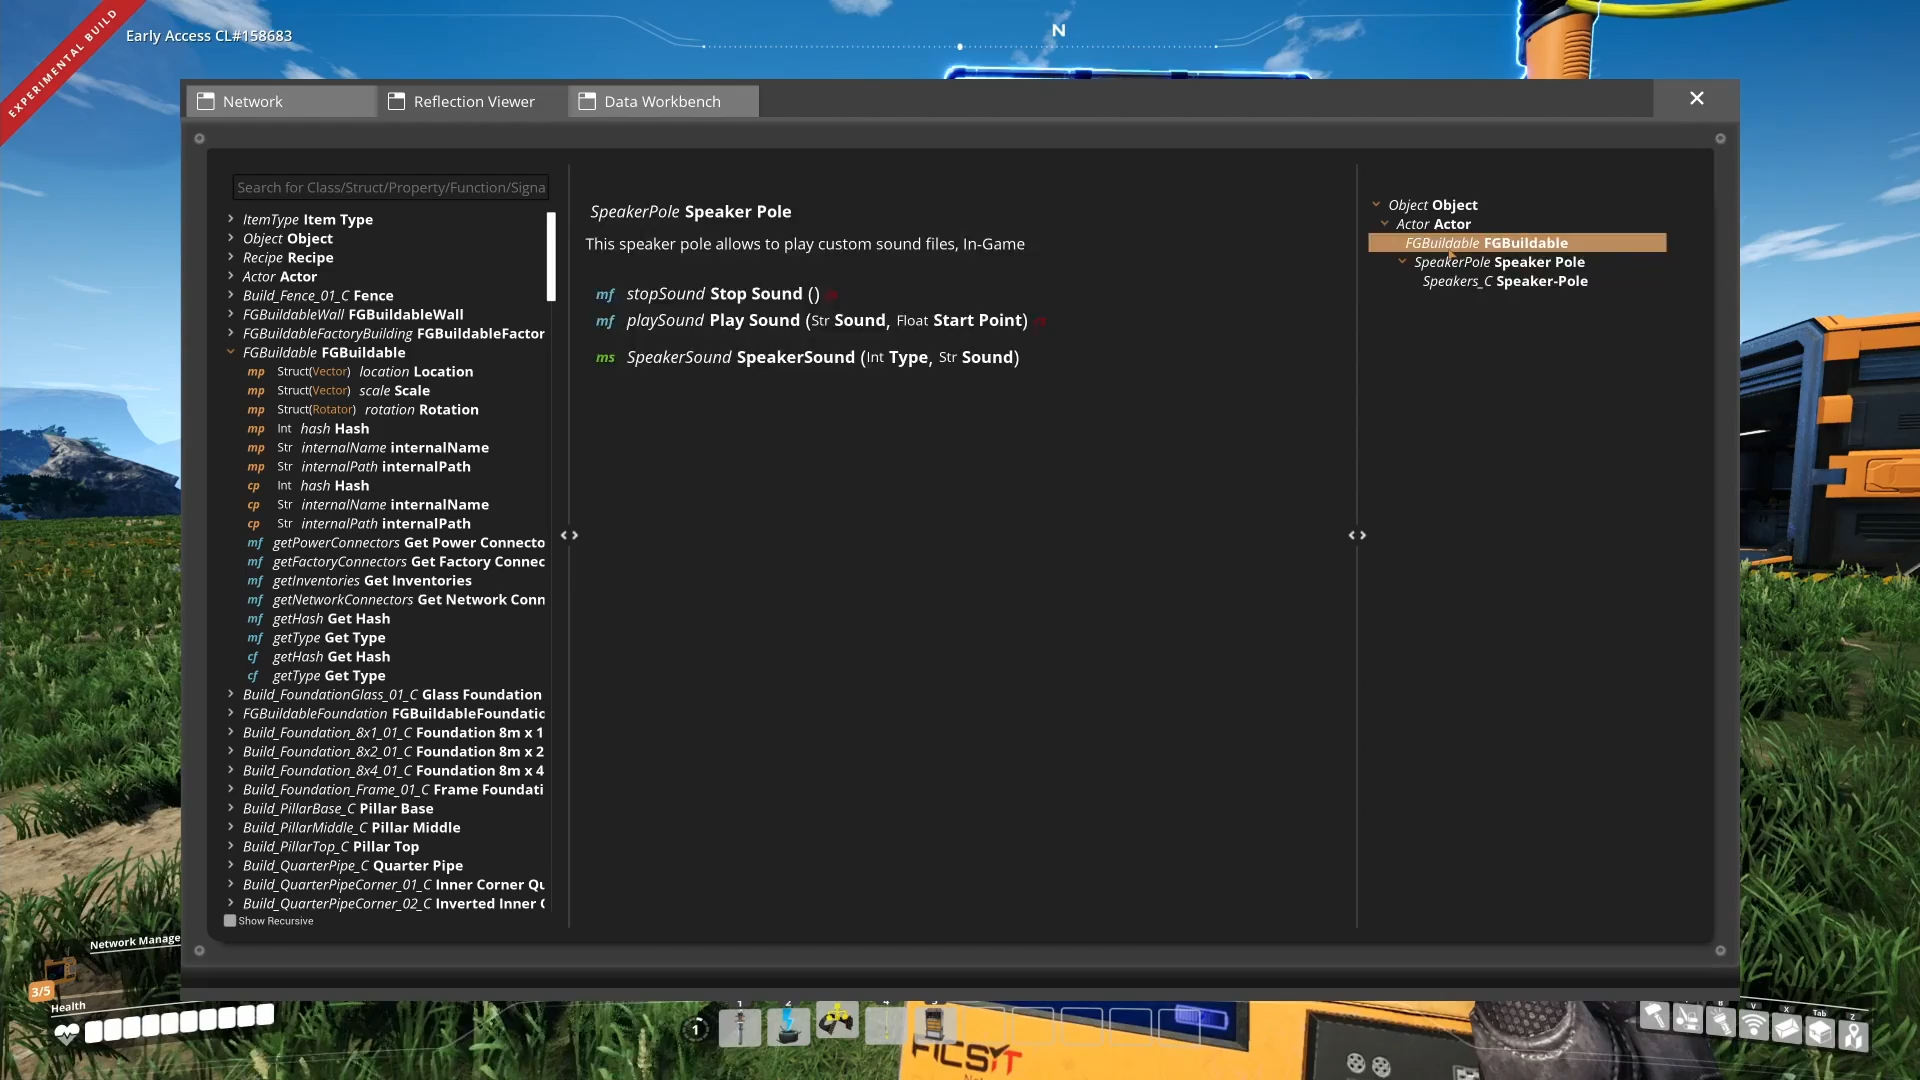 EXPERIMENTAL BUILD
Early Access CL#158683
N
Network
Reflection Viewer
Data Workbench
Search for Class/Struct/Property/Function/Signa
ItemType Item Type
Object Object
Recipe Recipe
Actor Actor
Build_Fence_01_C Fence
FGBuildableWall FGBuildableWall
FGBuildableFactoryBuilding FGBuildableFactor
FGBuildable FGBuildable
mp Struct(Vector) location Location
mp Struct(Vector) scale Scale
mp Struct(Rotator) rotation Rotation
mp Int hash Hash
mp Str internalName internalName
mp Str internalPath internalPath
cp Int hash Hash
cp Str internalName internalName
cp Str internalPath internalPath
mf getPowerConnectors Get Power Connecto
mf getFactoryConnectors Get Factory Connec
mf getInventories Get Inventories
mf getNetworkConnectors Get Network Conn
mf getHash Get Hash
mf getType Get Type
cf getHash Get Hash
cf getType Get Type
Build_FoundationGlass_01_C Glass Foundation
FGBuildableFoundation FGBuildableFoundatic
Build_Foundation_8x1_01_C Foundation 8m x 1
Build_Foundation_8x2_01_C Foundation 8m x 2
Build_Foundation_8x4_01_C Foundation 8m x 4
Build_Foundation_Frame_01_C Frame Foundati
Build_PillarBase_C Pillar Base
Build_PillarMiddle_C Pillar Middle
Build_PillarTop_C Pillar Top
Build_QuarterPipe_C Quarter Pipe
Build_QuarterPipeCorner_01_C Inner Corner Qu
Build_QuarterPipeCorner_02_C Inverted Inner C
Show Recursive
SpeakerPole Speaker Pole
This speaker pole allows to play custom sound files, In-Game
mf stopSound Stop Sound ()
mf playSound Play Sound (Str Sound, Float Start Point)
ms SpeakerSound SpeakerSound (Int Type, Str Sound)
Object Object
Actor Actor
FGBuildable FGBuildable
SpeakerPole Speaker Pole
Speakers_C Speaker-Pole
Network Manage
3/5
Health
1
1
2
4
FICSIT
B
V
X
Tab
Z